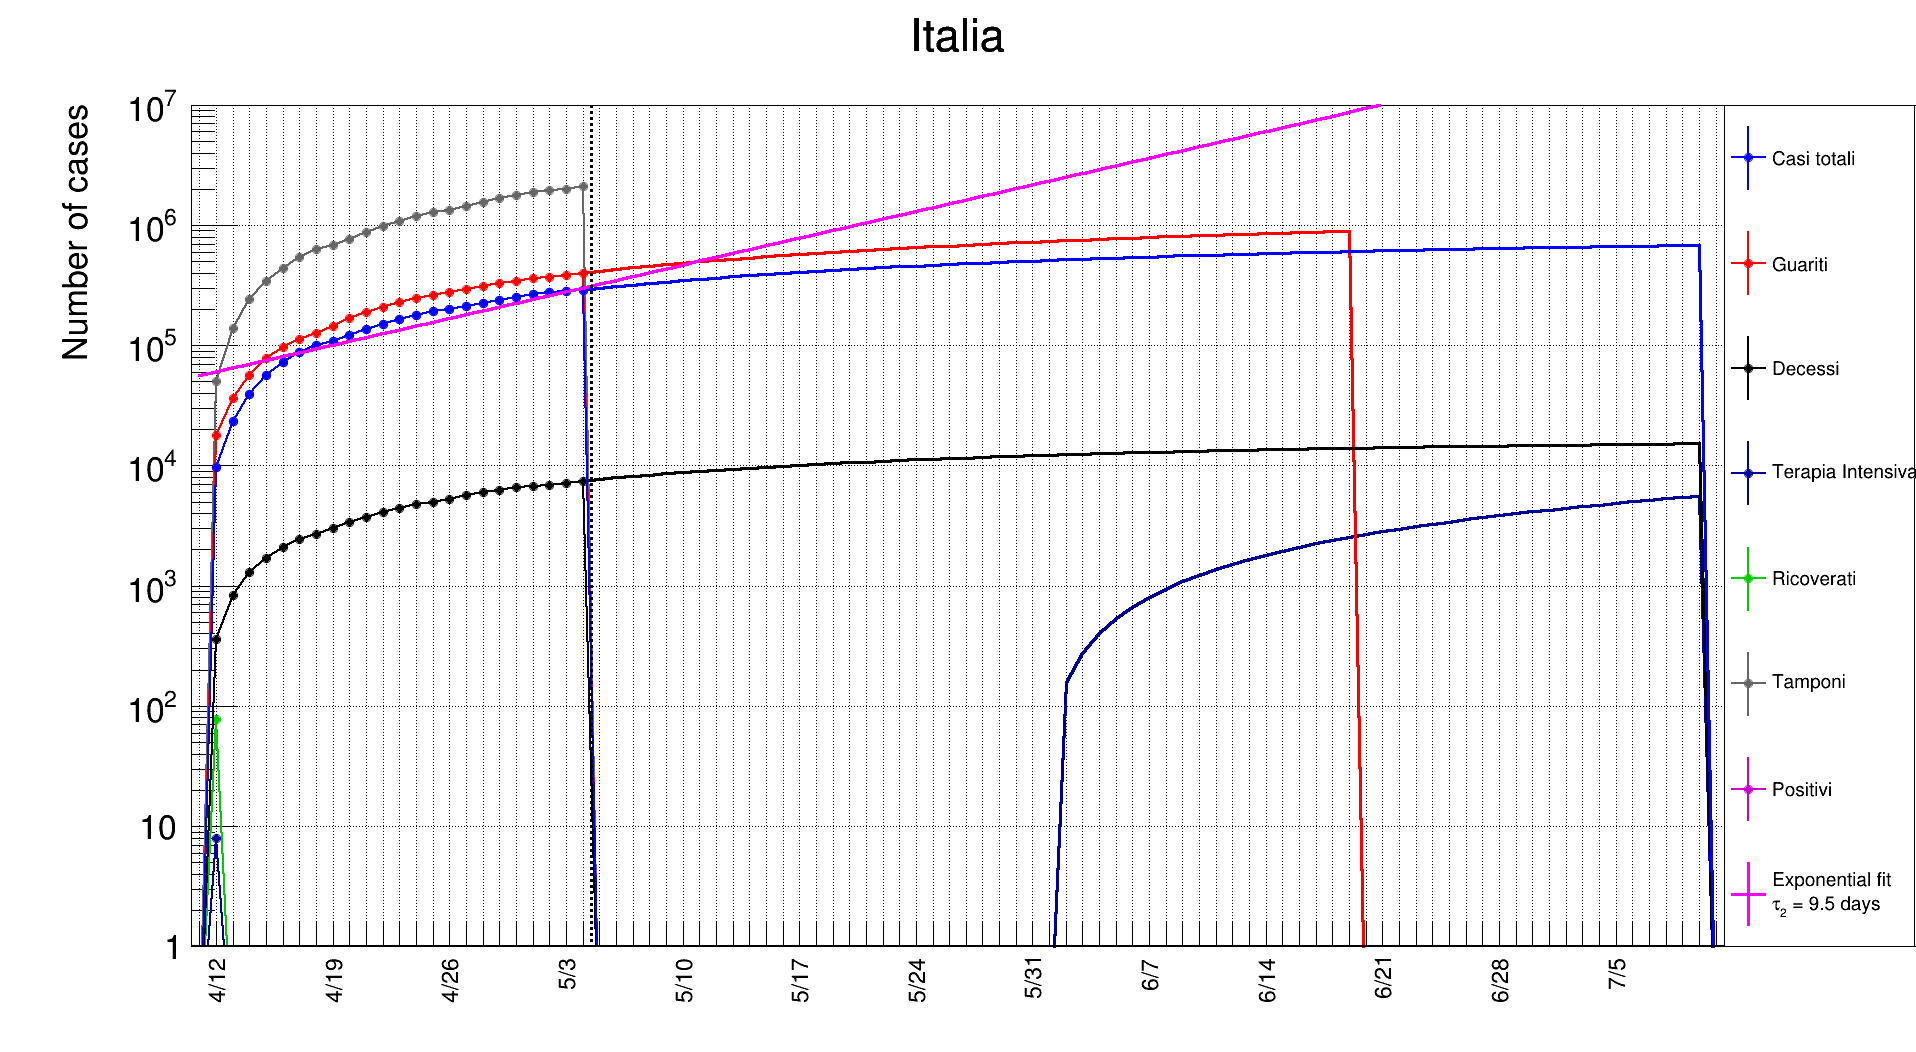 Italia
Number of cases
10^7
10^6
10^5
10^4
10^3
10^2
10
1
4/12
4/19
4/26
5/3
5/10
5/17
5/24
5/31
6/7
6/14
6/21
6/28
7/5
Casi totali
Guariti
Decessi
Terapia Intensiva
Ricoverati
Tamponi
Positivi
Exponential fit
τ_2 = 9.5 days